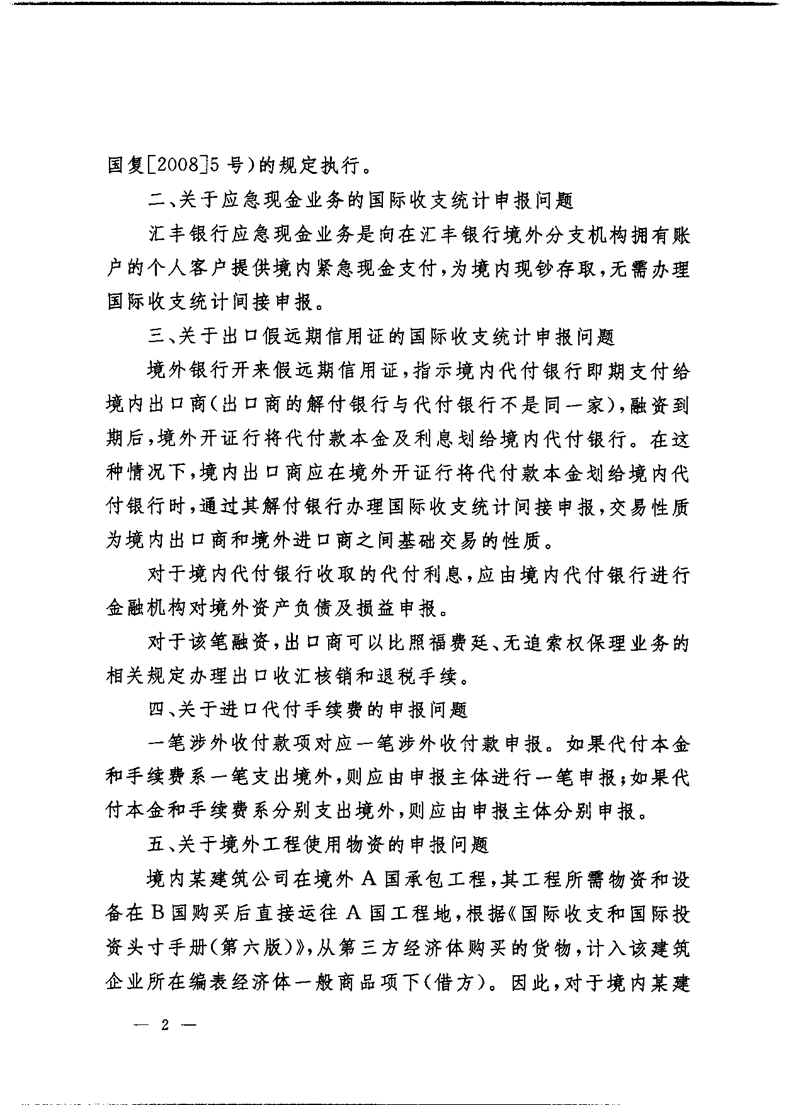 国复[2008]5号)的规定执行。
二、关于应急现金业务的国际收支统计申报问题
汇丰银行应急现金业务是向在汇丰银行境外分支机构拥有账
户的个人客户提供境内紧急现金支付,为境内现钞存取,无需办理
国际收支统计间接申报。
三、关于出口假远期信用证的国际收支统计申报问题
境外银行开来假远期信用证,指示境内代付银行即期支付给
境内出口商(出口商的解付银行与代付银行不是同一家),融资到
期后,境外开证行将代付款本金及利息划给境内代付银行。在这
种情况下,境内出口商应在境外开证行将代付款本金划给境内代
付银行时,通过其解付银行办理国际收支统计间接申报,交易性质
为境内出口商和境外进口商之间基础交易的性质。
对于境内代付银行收取的代付利息,应由境内代付银行进行
金融机构对境外资产负债及损益申报。
对于该笔融资,出口商可以比照福费廷、无追索权保理业务的
相关规定办理出口收汇核销和退税手续。
四、关于进口代付手续费的申报问题
一笔涉外收付款项对应一笔涉外收付款申报。如果代付本金
和手续费系一笔支出境外,则应由申报主体进行一笔申报;如果代
付本金和手续费系分别支出境外,则应由申报主体分别申报。
五、关于境外工程使用物资的申报问题
境内某建筑公司在境外A国承包工程,其工程所需物资和设
备在B国购买后直接运往A国工程地,根据《国际收支和国际投
资头寸手册(第六版)》,从第三方经济体购买的货物,计入该建筑
企业所在编表经济体一般商品项下(借方)。因此,对于境内某建
— 2 —